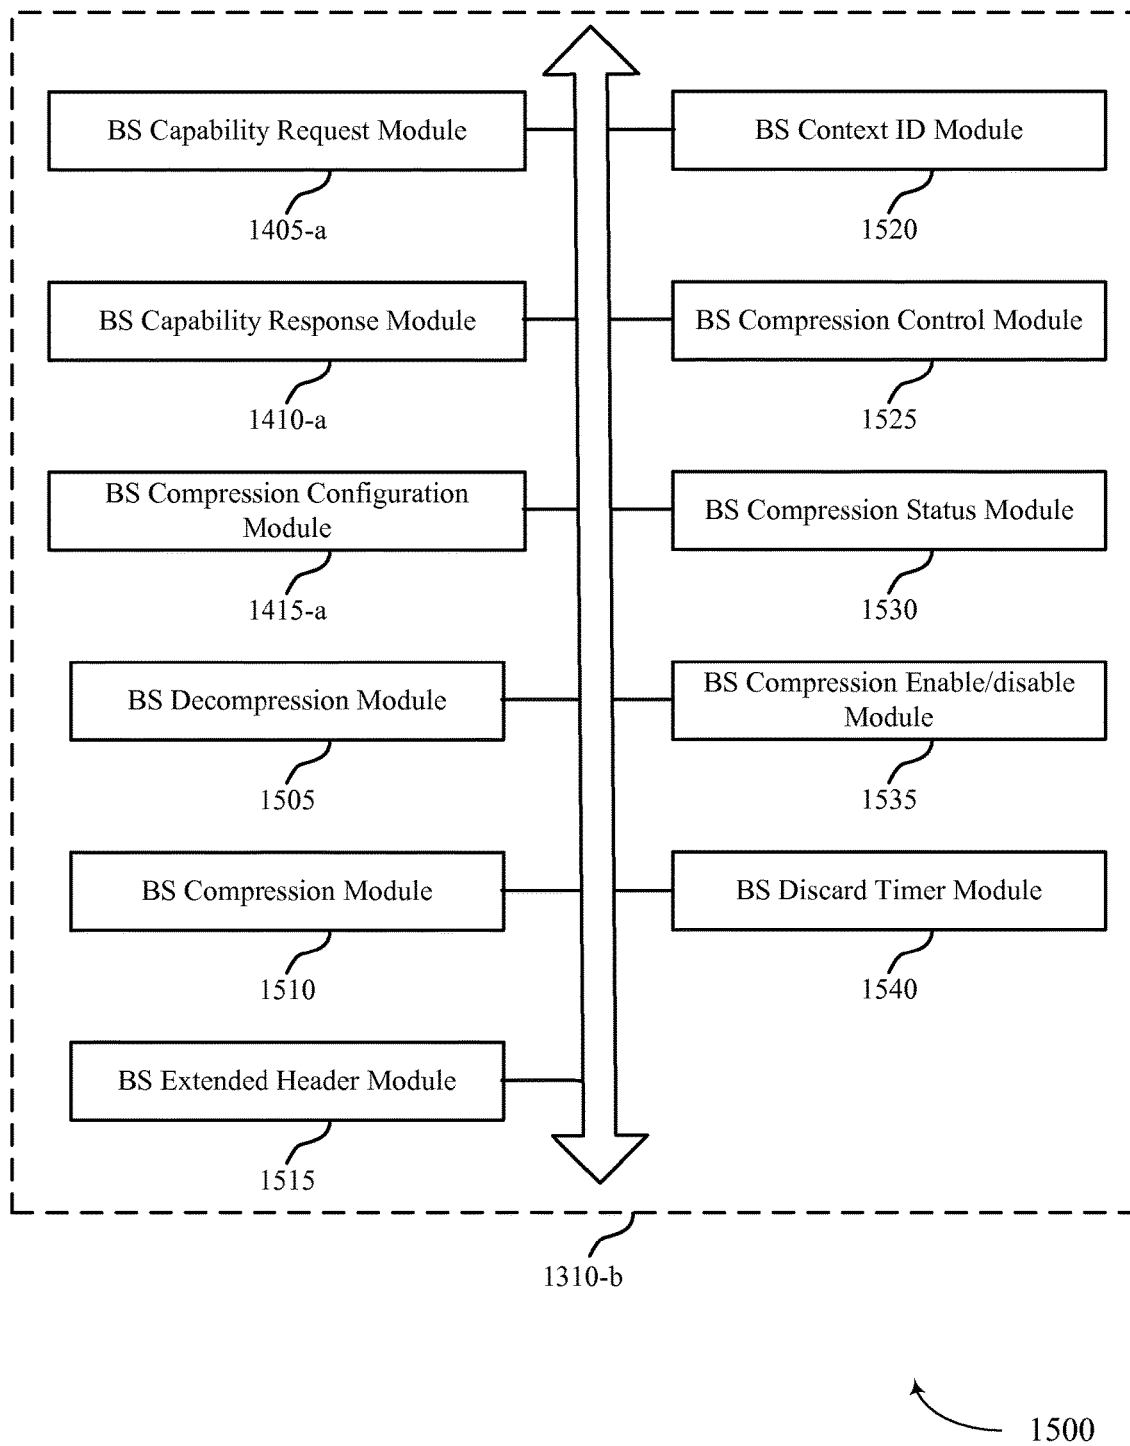 BS Capability Request Module
1405-a
BS Capability Response Module
1410-a
BS Compression Configuration
Module
1415-a
BS Decompression Module
1505
BS Compression Module
1510
BS Extended Header Module
1515
BS Context ID Module
1520
BS Compression Control Module
1525
BS Compression Status Module
1530
BS Compression Enable/disable
Module
1535
BS Discard Timer Module
1540
1310-b
1500